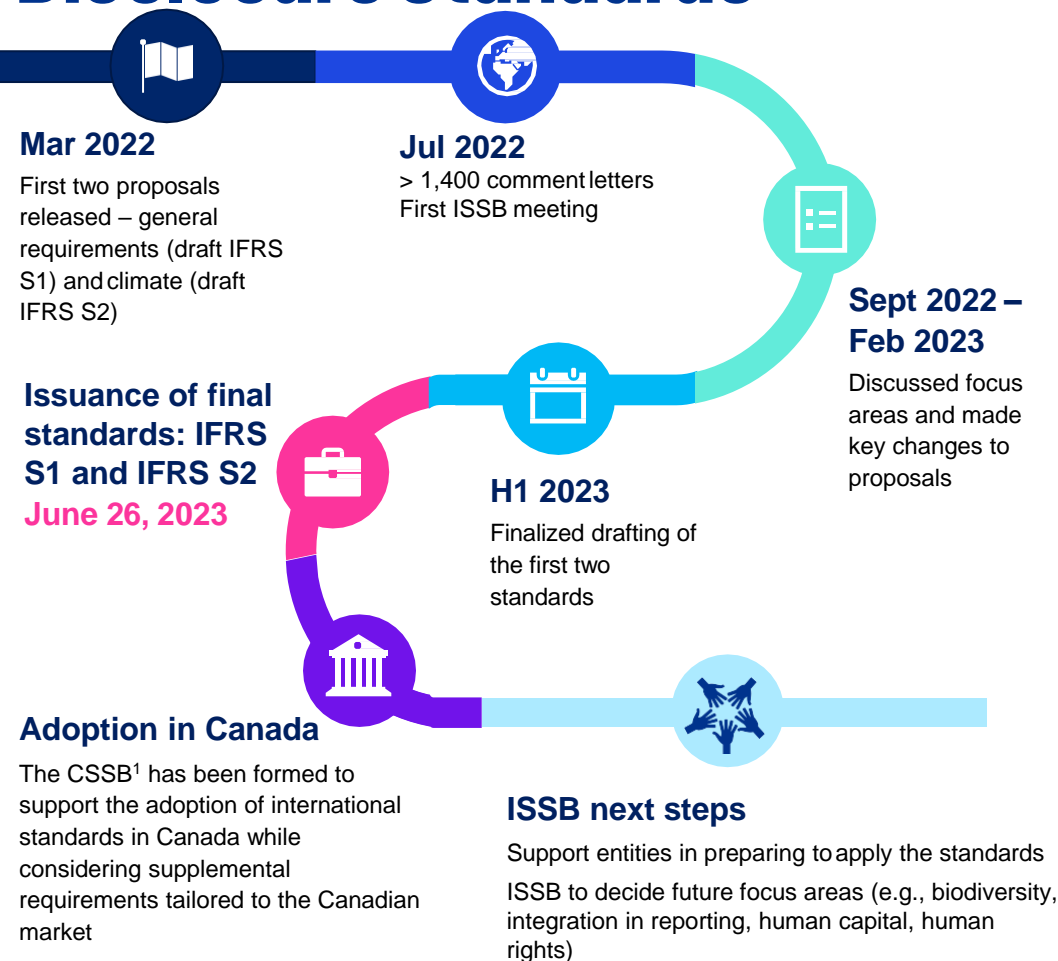 Disclosure standards
Mar 2022
First two proposals
released – general
requirements (draft IFRS
S1) and climate (draft
IFRS S2)
Jul 2022
> 1,400 comment letters
First ISSB meeting
Sept 2022 –
Feb 2023
Discussed focus
areas and made
key changes to
proposals
H1 2023
Finalized drafting of
the first two
standards
Issuance of final
standards: IFRS
S1 and IFRS S2
June 26, 2023
Adoption in Canada
The CSSB¹ has been formed to
support the adoption of international
standards in Canada while
considering supplemental
requirements tailored to the Canadian
market
ISSB next steps
Support entities in preparing to apply the standards
ISSB to decide future focus areas (e.g., biodiversity,
integration in reporting, human capital, human
rights)